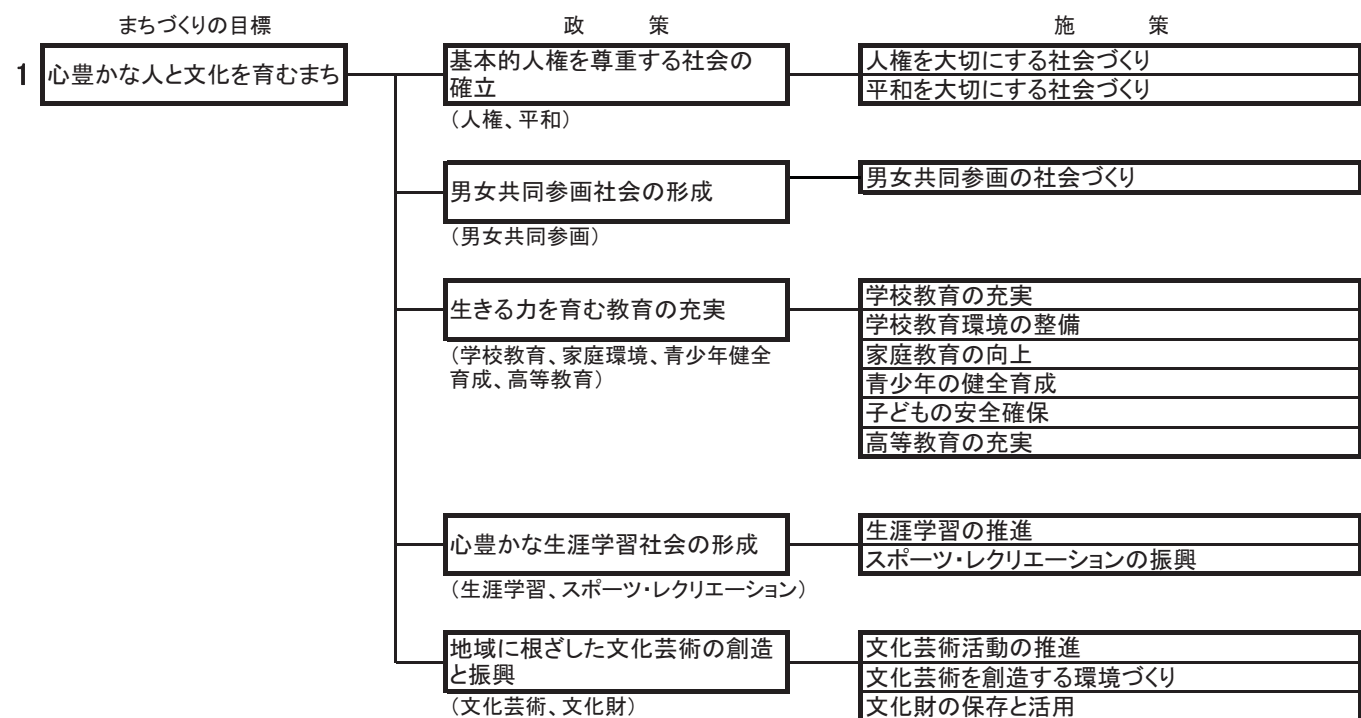 まちづくりの目標
政　策
施　策
1 心豊かな人と文化を育むまち
基本的人権を尊重する社会の
確立
(人権、平和)
人権を大切にする社会づくり
平和を大切にする社会づくり
男女共同参画社会の形成
(男女共同参画)
男女共同参画の社会づくり
生きる力を育む教育の充実
(学校教育、家庭環境、青少年健全
育成、高等教育)
学校教育の充実
学校教育環境の整備
家庭教育の向上
青少年の健全育成
子どもの安全確保
高等教育の充実
心豊かな生涯学習社会の形成
(生涯学習、スポーツ・レクリエーション)
生涯学習の推進
スポーツ・レクリエーションの振興
地域に根ざした文化芸術の創造
と振興
(文化芸術、文化財)
文化芸術活動の推進
文化芸術を創造する環境づくり
文化財の保存と活用